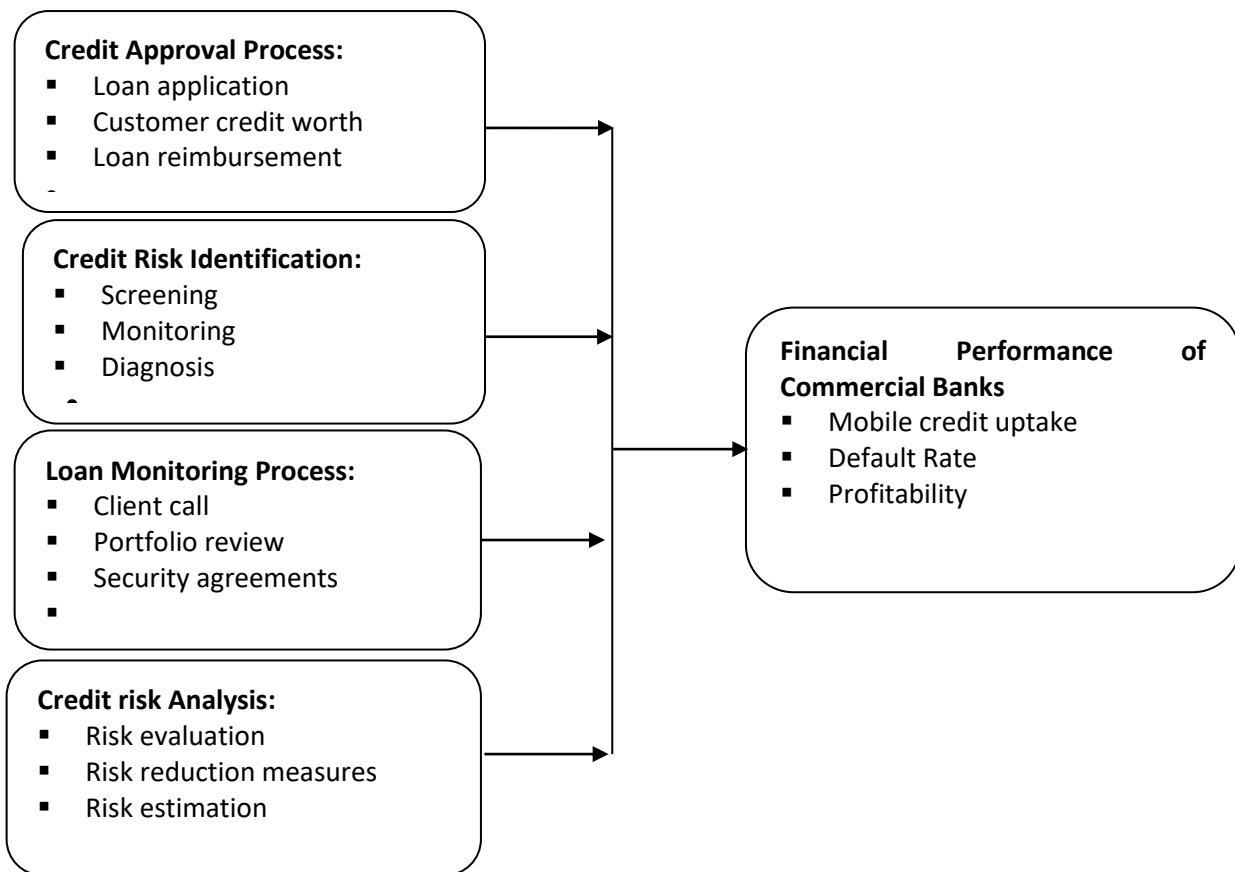 Credit Approval Process:
▪ Loan application
▪ Customer credit worth
▪ Loan reimbursement
•
Credit Risk Identification:
▪ Screening
▪ Monitoring
▪ Diagnosis
•
Loan Monitoring Process:
▪ Client call
▪ Portfolio review
▪ Security agreements
▪
Credit risk Analysis:
▪ Risk evaluation
▪ Risk reduction measures
▪ Risk estimation
Financial Performance of
Commercial Banks
▪ Mobile credit uptake
▪ Default Rate
▪ Profitability